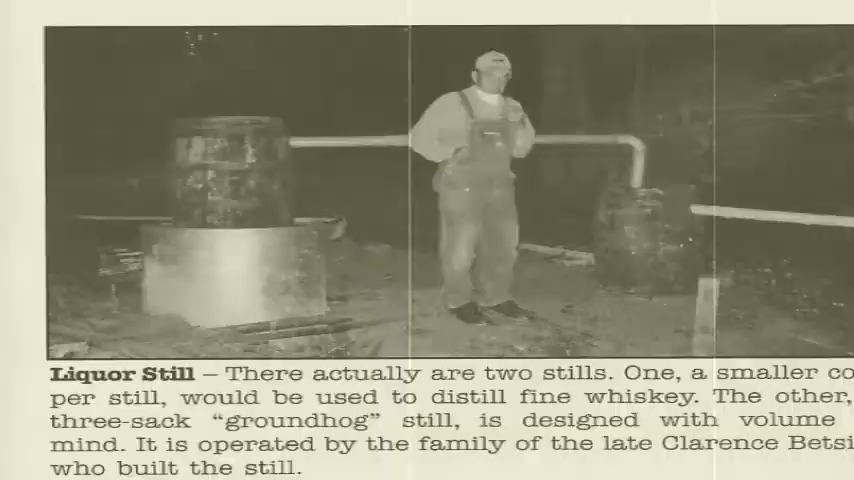 Liquor Still – There actually are two stills. One, a smaller co
per still, would be used to distill fine whiskey. The other,
three-sack “groundhog” still, is designed with volume
mind. It is operated by the family of the late Clarence Betsi
who built the still.